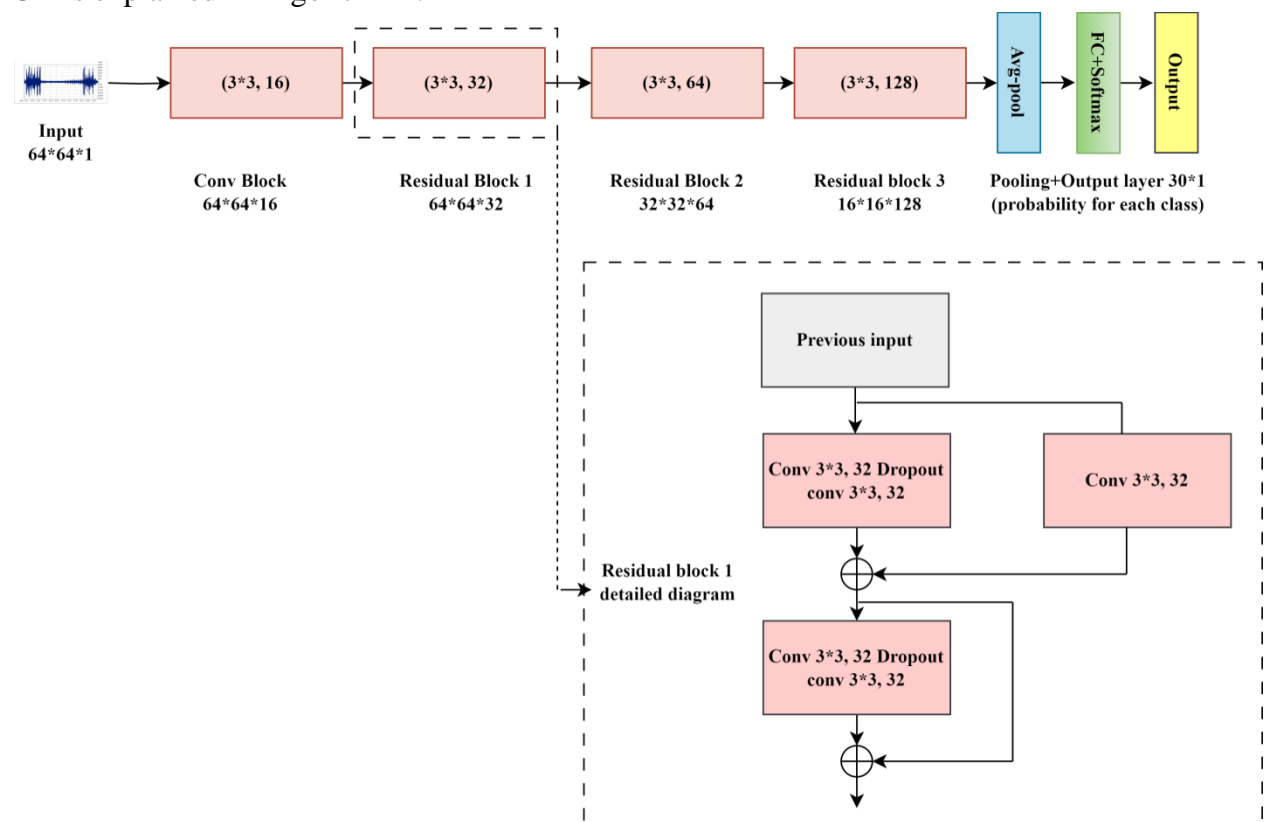 (3*3, 16)
(3*3, 32)
(3*3, 64)
(3*3, 128)
Avg-pool
FC+Softmax
Output
Input
64*64*1
Conv Block
64*64*16
Residual Block 1
64*64*32
Residual Block 2
32*32*64
Residual block 3
16*16*128
Pooling+Output layer 30*1
(probability for each class)
Previous input
Conv 3*3, 32 Dropout
conv 3*3, 32
Conv 3*3, 32
Residual block 1
detailed diagram
Conv 3*3, 32 Dropout
conv 3*3, 32